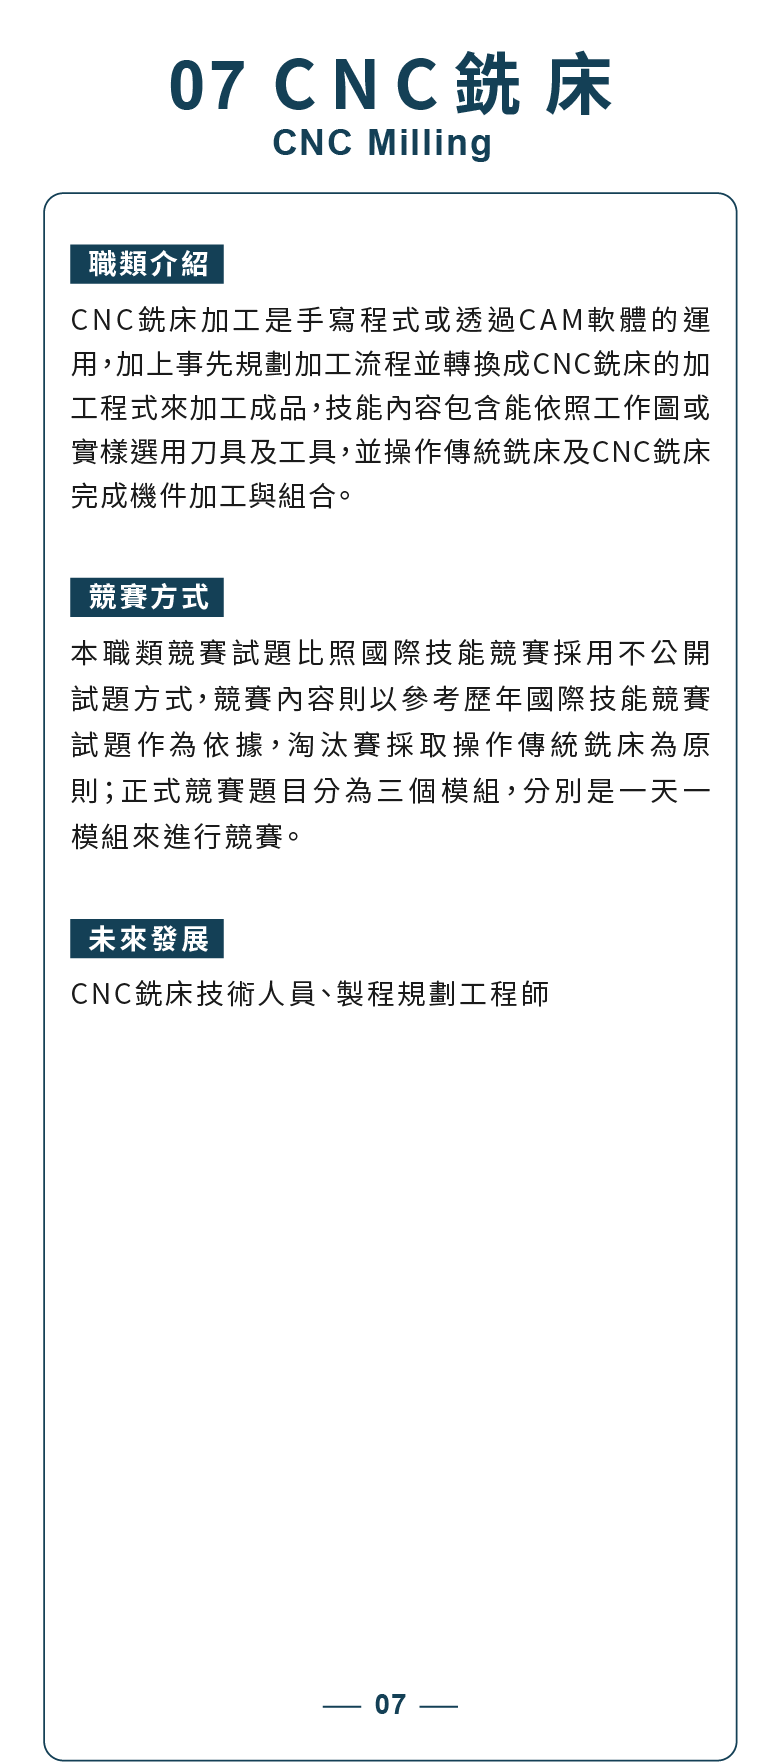 07 CNC銑床
CNC Milling
職類介紹
CNC銑床加工是手寫程式或透過CAM軟體的運
用，加上事先規劃加工流程並轉換成CNC銑床的加
工程式來加工成品，技能內容包含能依照工作圖或
實樣選用刀具及工具，並操作傳統銑床及CNC銑床
完成機件加工與組合。
競賽方式
本職類競賽試題比照國際技能競賽採用不公開
試題方式，競賽內容則以參考歷年國際技能競賽
試題作為依據，淘汰賽採取操作傳統銑床為原
則；正式競賽題目分為三個模組，分別是一天一
模組來進行競賽。
未來發展
CNC銑床技術人員、製程規劃工程師
07